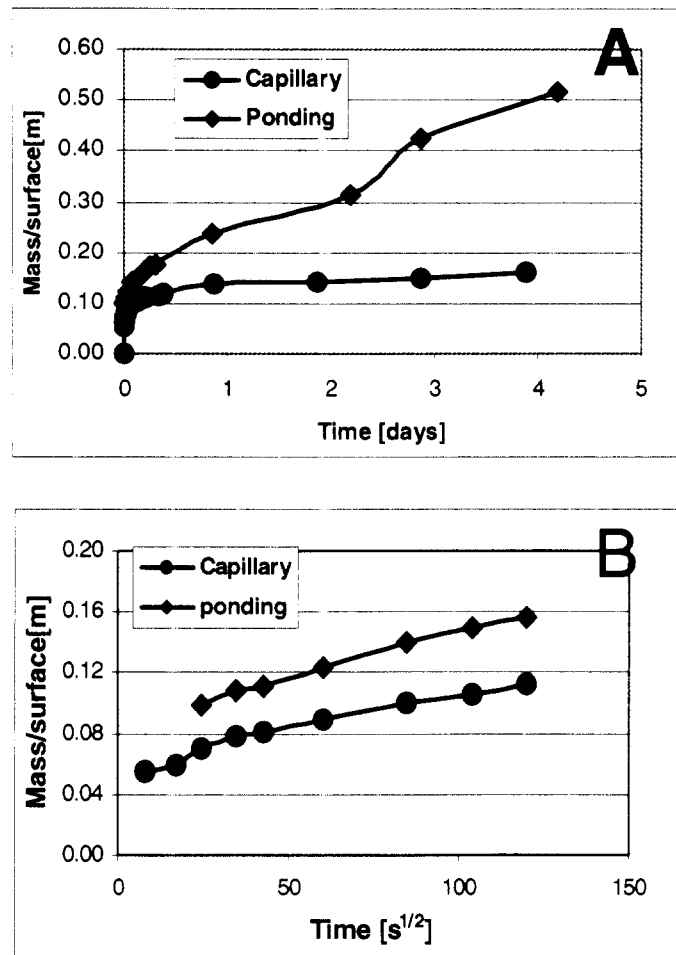 A
0.60
0.50
0.40
0.30
0.20
0.10
0.00
Mass/surface[m]
Capillary
Ponding
0 1 2 3 4 5
Time [days]
B
0.20
0.16
0.12
0.08
0.04
0.00
Mass/surface[m]
Capillary
ponding
0 50 100 150
Time [s1/2]